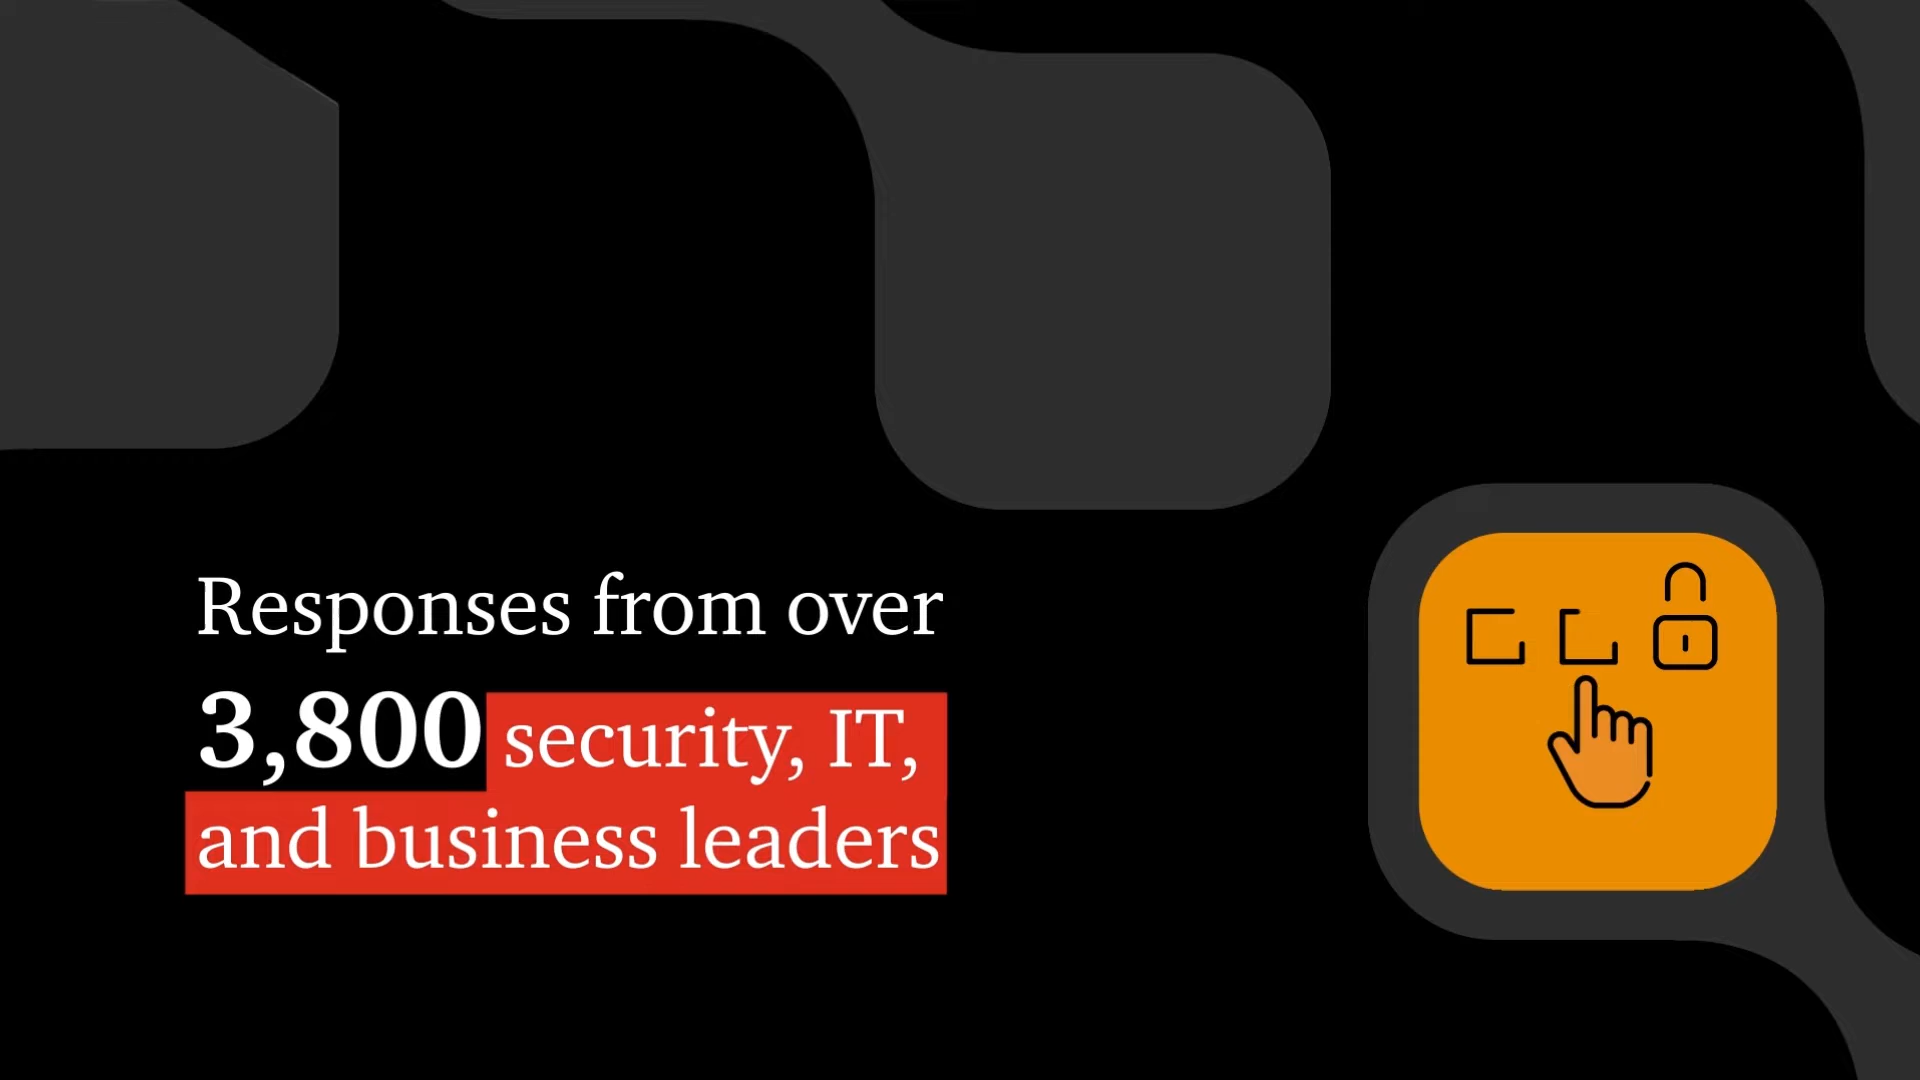 Responses from over
3,800 security, IT,
and business leaders